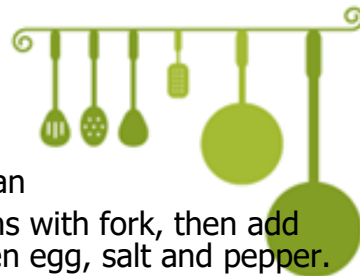 an
ns with fork, then add
en egg, salt and pepper.